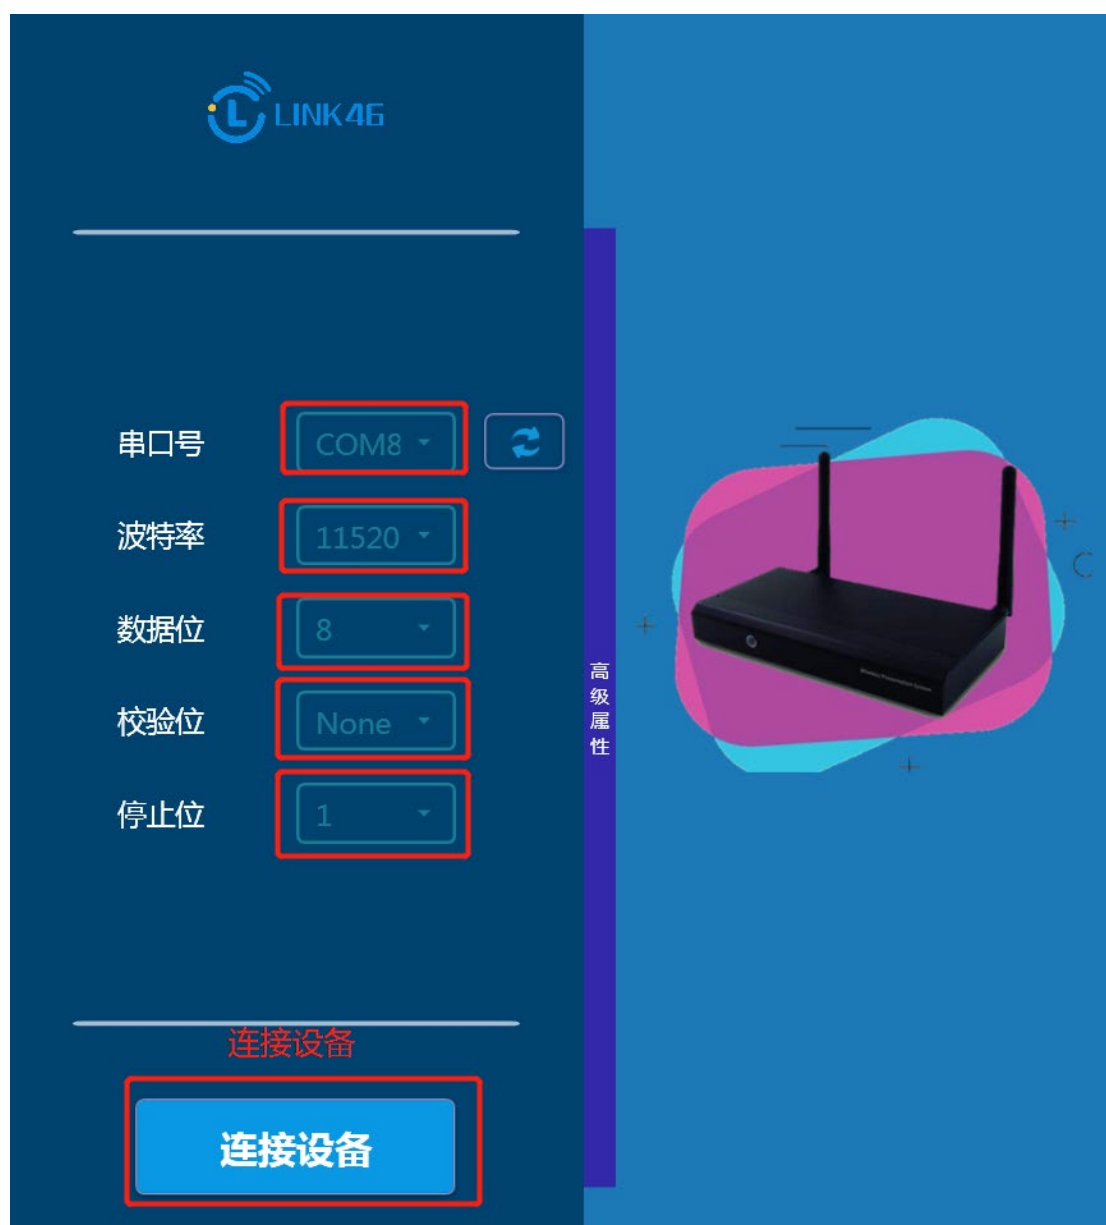 LINK4G
串口号
COM8
波特率
11520
数据位
8
校验位
None
停止位
1
高级属性
连接设备
连接设备